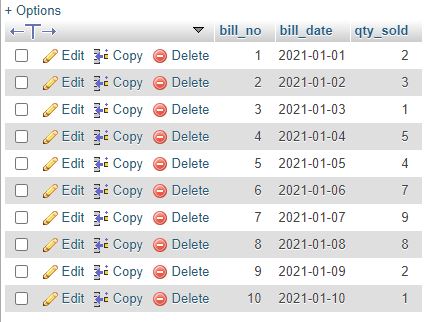 + Options
←T→ bill_no bill_date qty_sold
Edit Copy Delete 1 2021-01-01 2
Edit Copy Delete 2 2021-01-02 3
Edit Copy Delete 3 2021-01-03 1
Edit Copy Delete 4 2021-01-04 5
Edit Copy Delete 5 2021-01-05 4
Edit Copy Delete 6 2021-01-06 7
Edit Copy Delete 7 2021-01-07 9
Edit Copy Delete 8 2021-01-08 8
Edit Copy Delete 9 2021-01-09 2
Edit Copy Delete 10 2021-01-10 1